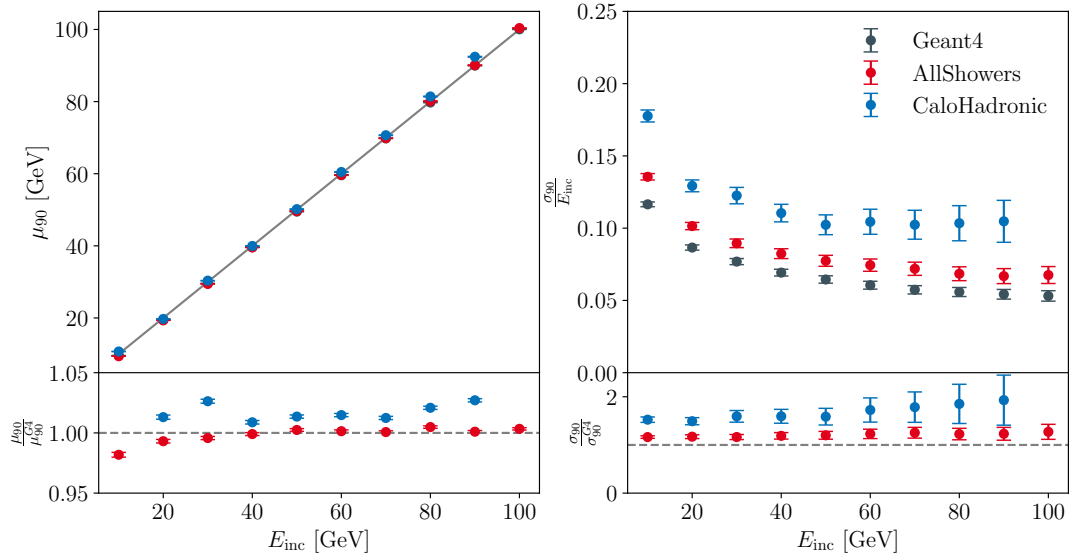 100
80
60
40
20
μ90 [GeV]
1.05
1.00
0.95
μ90 / μ90^G4
20 40 60 80 100
E_inc [GeV]
0.25
0.20
0.15
0.10
0.05
0.00
σ90 / E_inc
Geant4
AllShowers
CaloHadronic
2
0
σ90 / σ90^G4
20 40 60 80 100
E_inc [GeV]